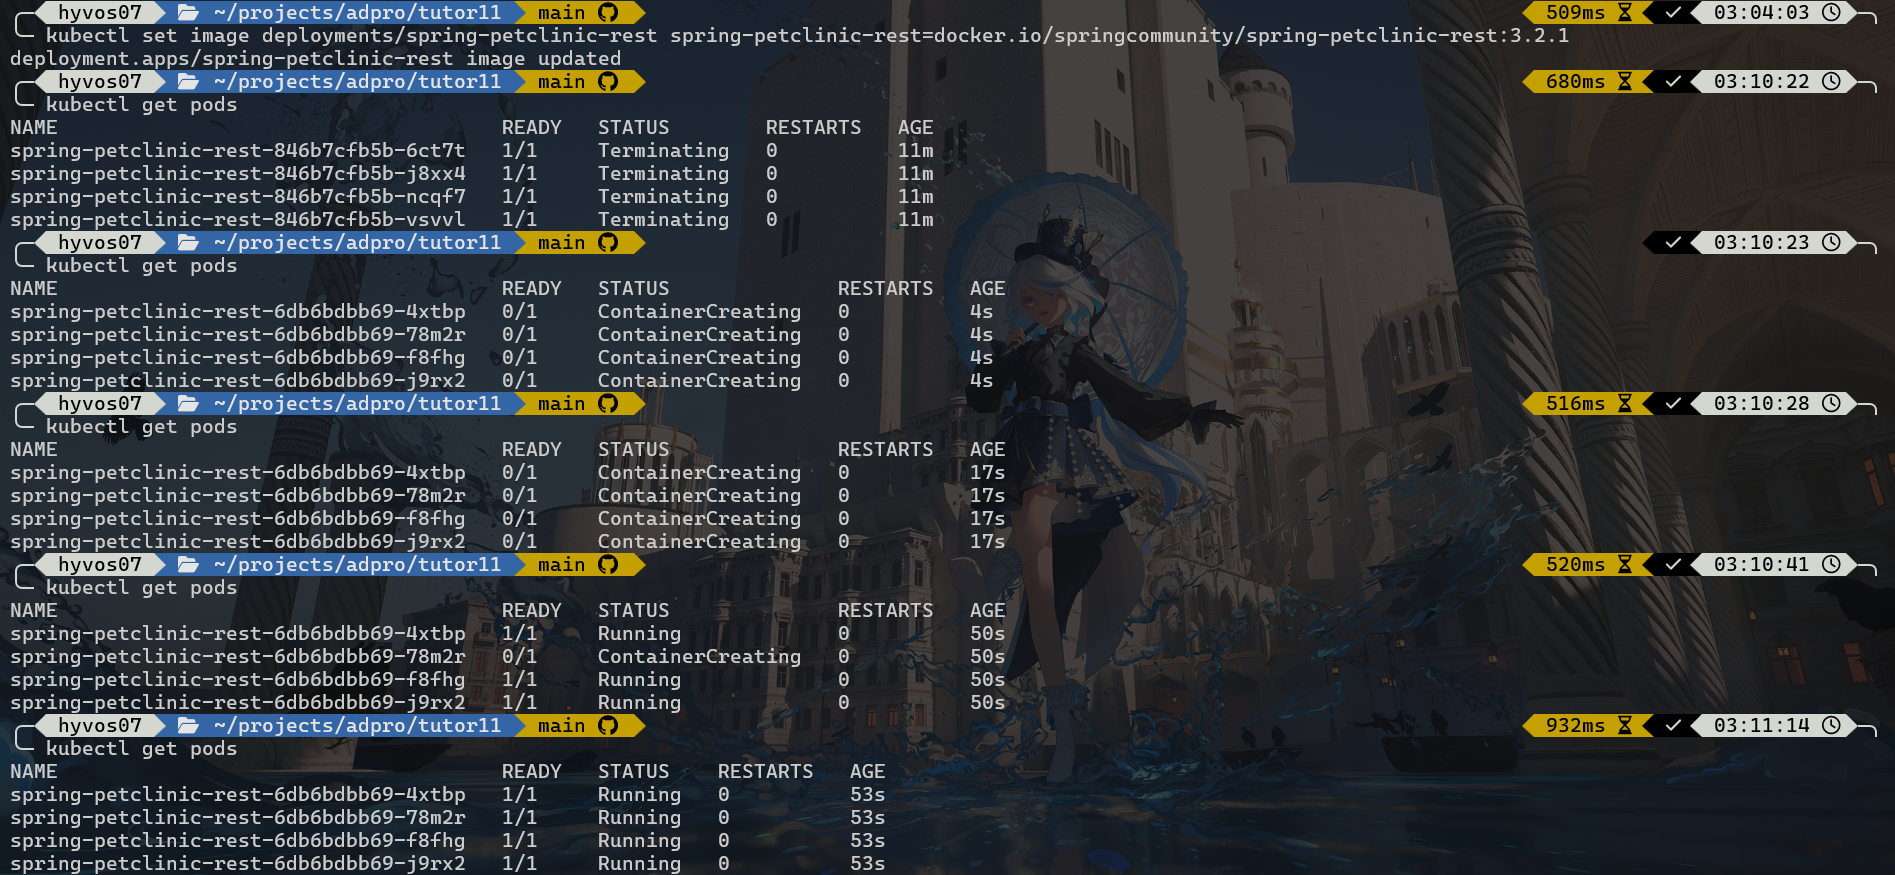 hyvos07 ~/projects/adpro/tutor11 main 509ms 03:04:03
kubectl set image deployments/spring-petclinic-rest spring-petclinic-rest=docker.io/springcommunity/spring-petclinic-rest:3.2.1
deployment.apps/spring-petclinic-rest image updated
hyvos07 ~/projects/adpro/tutor11 main 680ms 03:10:22
kubectl get pods
NAME READY STATUS RESTARTS AGE
spring-petclinic-rest-846b7cfb5b-6ct7t 1/1 Terminating 0 11m
spring-petclinic-rest-846b7cfb5b-j8xx4 1/1 Terminating 0 11m
spring-petclinic-rest-846b7cfb5b-ncqf7 1/1 Terminating 0 11m
spring-petclinic-rest-846b7cfb5b-vsvvl 1/1 Terminating 0 11m
hyvos07 ~/projects/adpro/tutor11 main 03:10:23
kubectl get pods
NAME READY STATUS RESTARTS AGE
spring-petclinic-rest-6db6bdbb69-4xtbp 0/1 ContainerCreating 0 4s
spring-petclinic-rest-6db6bdbb69-78m2r 0/1 ContainerCreating 0 4s
spring-petclinic-rest-6db6bdbb69-f8fhg 0/1 ContainerCreating 0 4s
spring-petclinic-rest-6db6bdbb69-j9rx2 0/1 ContainerCreating 0 4s
hyvos07 ~/projects/adpro/tutor11 main 516ms 03:10:28
kubectl get pods
NAME READY STATUS RESTARTS AGE
spring-petclinic-rest-6db6bdbb69-4xtbp 0/1 ContainerCreating 0 17s
spring-petclinic-rest-6db6bdbb69-78m2r 0/1 ContainerCreating 0 17s
spring-petclinic-rest-6db6bdbb69-f8fhg 0/1 ContainerCreating 0 17s
spring-petclinic-rest-6db6bdbb69-j9rx2 0/1 ContainerCreating 0 17s
hyvos07 ~/projects/adpro/tutor11 main 520ms 03:10:41
kubectl get pods
NAME READY STATUS RESTARTS AGE
spring-petclinic-rest-6db6bdbb69-4xtbp 1/1 Running 0 50s
spring-petclinic-rest-6db6bdbb69-78m2r 0/1 ContainerCreating 0 50s
spring-petclinic-rest-6db6bdbb69-f8fhg 1/1 Running 0 50s
spring-petclinic-rest-6db6bdbb69-j9rx2 1/1 Running 0 50s
hyvos07 ~/projects/adpro/tutor11 main 932ms 03:11:14
kubectl get pods
NAME READY STATUS RESTARTS AGE
spring-petclinic-rest-6db6bdbb69-4xtbp 1/1 Running 0 53s
spring-petclinic-rest-6db6bdbb69-78m2r 1/1 Running 0 53s
spring-petclinic-rest-6db6bdbb69-f8fhg 1/1 Running 0 53s
spring-petclinic-rest-6db6bdbb69-j9rx2 1/1 Running 0 53s